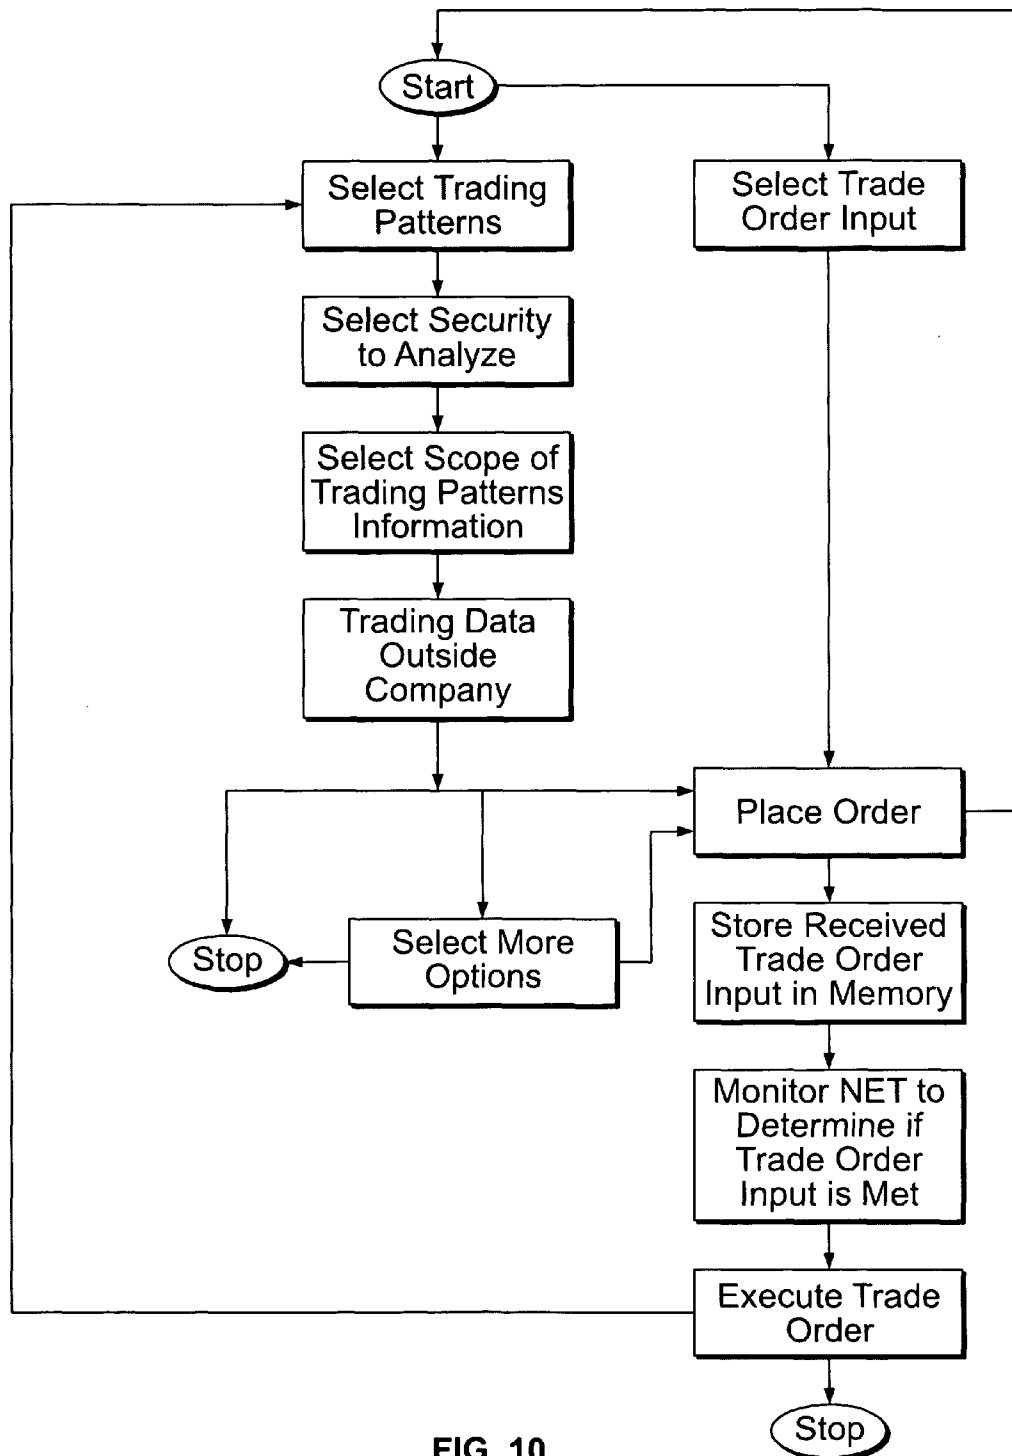 Start
Select Trading
Patterns
Select Trade
Order Input
Select Security
to Analyze
Select Scope of
Trading Patterns
Information
Trading Data
Outside
Company
Place Order
Stop
Select More
Options
Store Received
Trade Order
Input in Memory
Monitor NET to
Determine if
Trade Order
Input is Met
Execute Trade
Order
Stop
FIG. 10